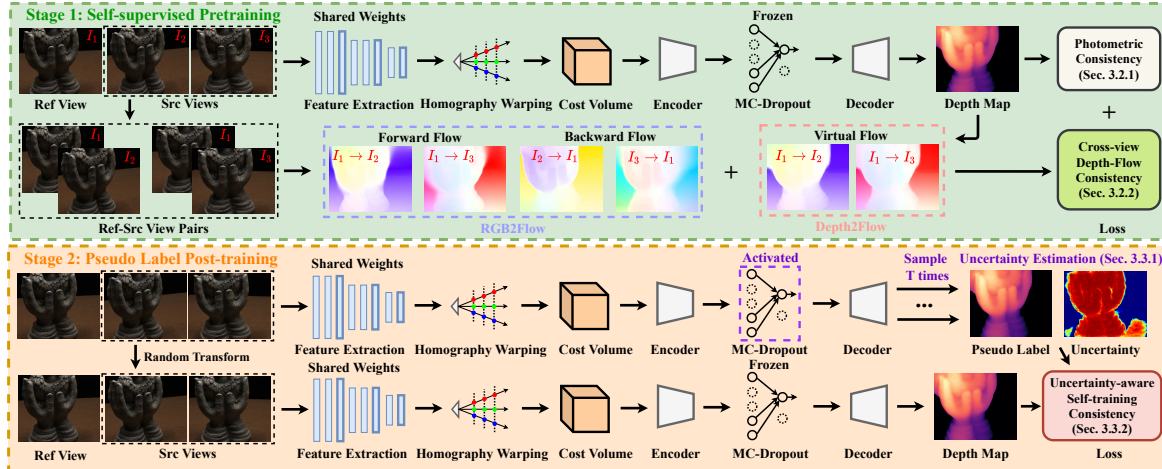 Stage 1: Self-supervised Pretraining
I₁
I₂
I₃
Ref View
Src Views
Shared Weights
Feature Extraction
Homography Warping
Cost Volume
Encoder
Frozen
MC-Dropout
Decoder
Depth Map
Photometric
Consistency
(Sec. 3.2.1)
+
I₁
I₂
I₁
I₃
Ref-Src View Pairs
Forward Flow
Backward Flow
I₁ → I₂
I₁ → I₃
I₂ → I₁
I₃ → I₁
RGB2Flow
+
Virtual Flow
I₁ → I₂
I₁ → I₃
Depth2Flow
Cross-view
Depth-Flow
Consistency
(Sec. 3.2.2)
Loss
Stage 2: Pseudo Label Post-training
Shared Weights
Feature Extraction
Homography Warping
Cost Volume
Encoder
Activated
MC-Dropout
Decoder
Sample
T times
...
Uncertainty Estimation (Sec. 3.3.1)
Pseudo Label
Uncertainty
Random Transform
Ref View
Src Views
Shared Weights
Feature Extraction
Homography Warping
Cost Volume
Encoder
Frozen
MC-Dropout
Decoder
Depth Map
Uncertainty-aware
Self-training
Consistency
(Sec. 3.3.2)
Loss